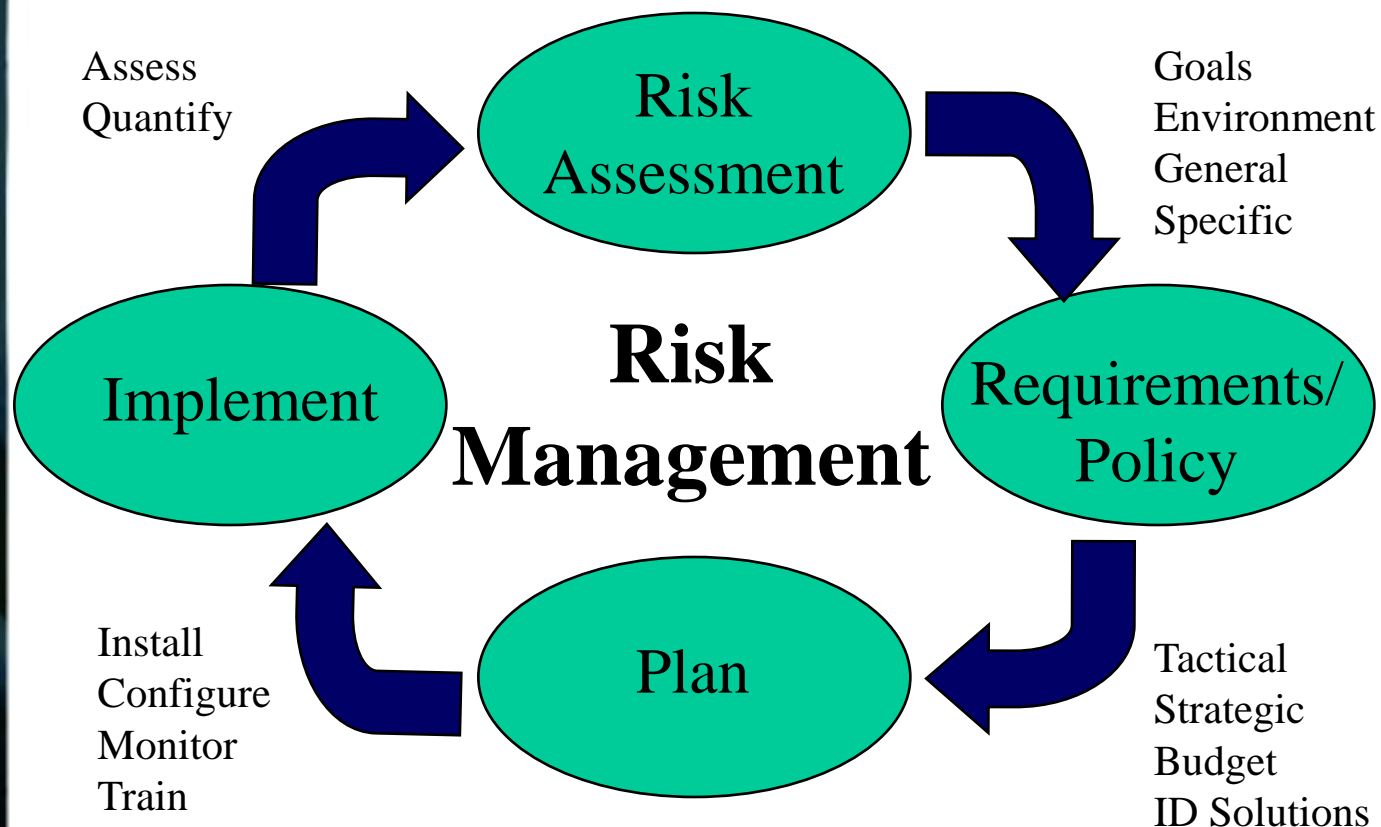 Assess
Quantify
Risk
Assessment
Goals
Environment
General
Specific
Implement
Risk
Management
Requirements/
Policy
Install
Configure
Monitor
Train
Plan
Tactical
Strategic
Budget
ID Solutions